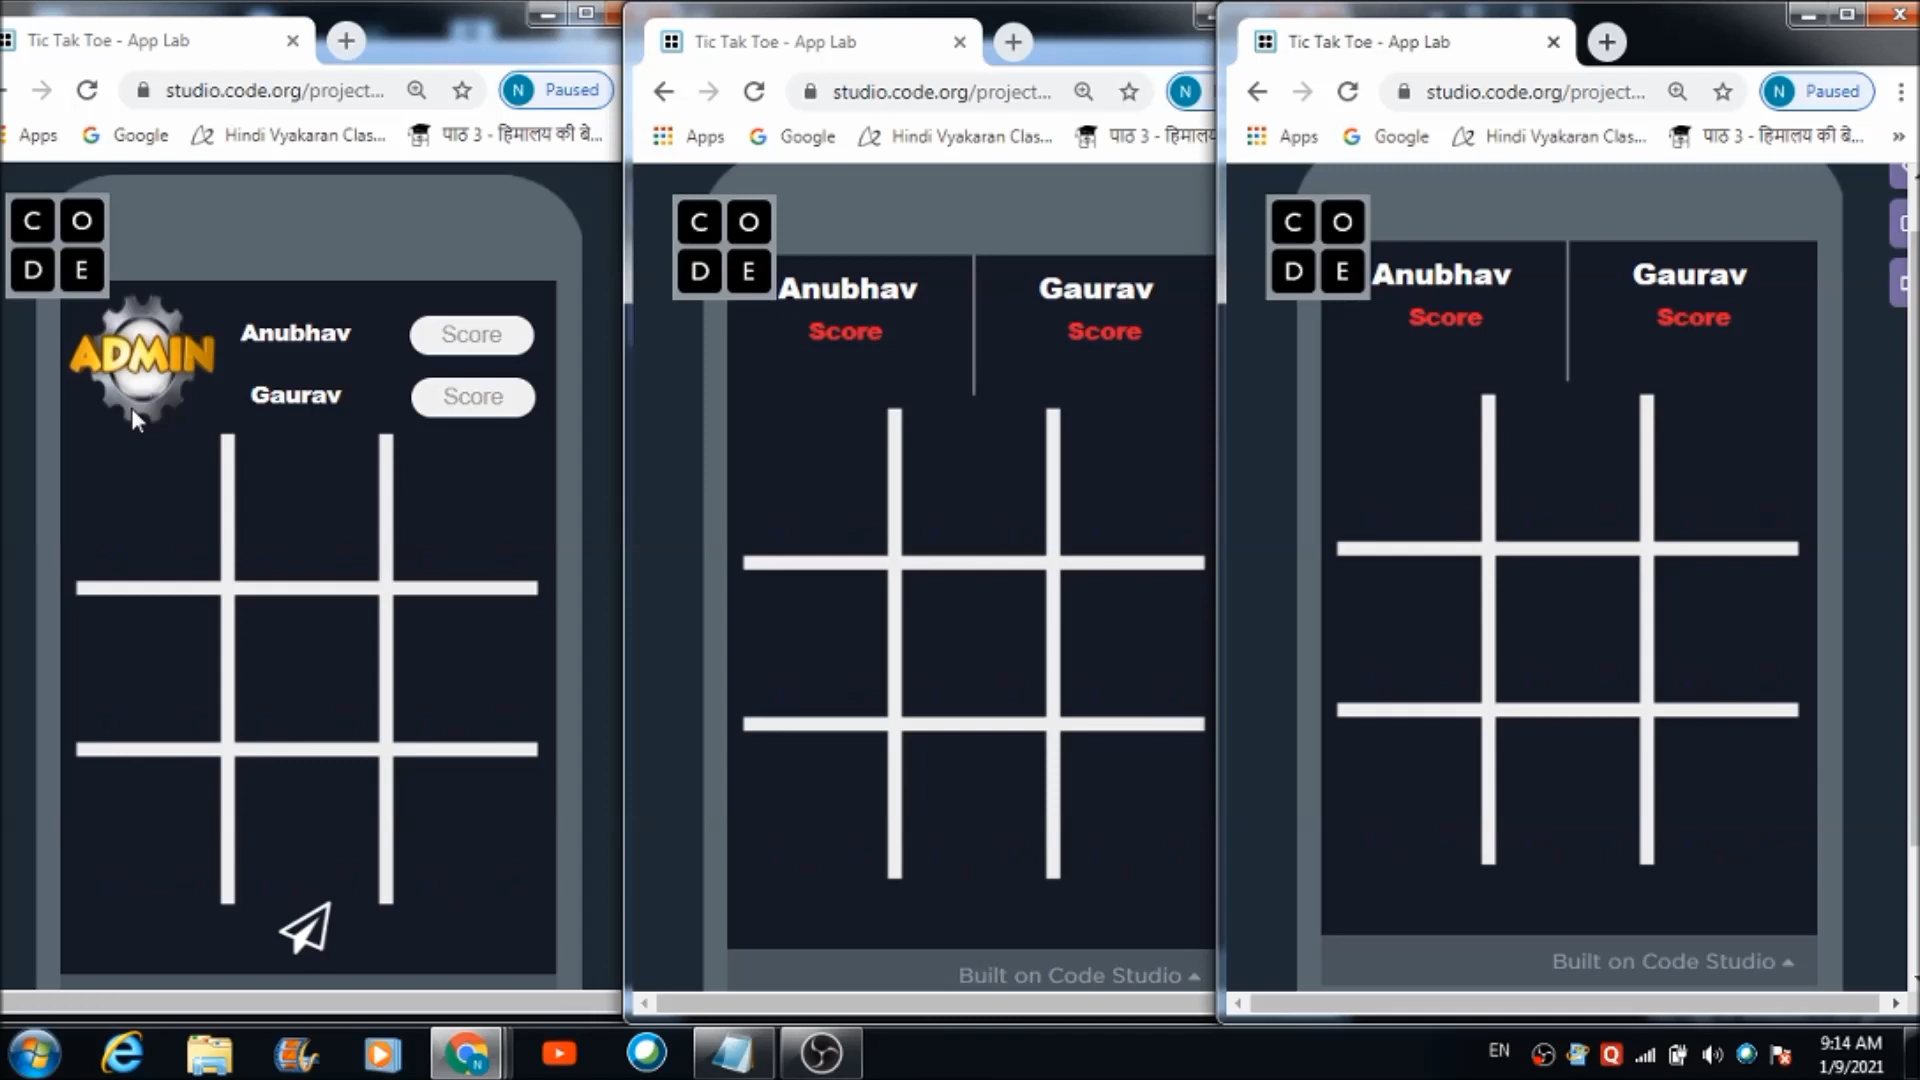 Tic Tak Toe - App Lab
studio.code.org/project...
N Paused
Apps Google Hindi Vyakaran Clas... पाठ 3 - हिमालय की बे...
C O
D E
ADMIN
Anubhav Score
Gaurav Score
Tic Tak Toe - App Lab
studio.code.org/project...
N
Apps Google Hindi Vyakaran Clas... पाठ 3 - हिमालय
C O
D E
Anubhav Gaurav
Score Score
Built on Code Studio
Tic Tak Toe - App Lab
studio.code.org/project...
N Paused
Apps Google Hindi Vyakaran Clas... पाठ 3 - हिमालय की बे... »
C O
D E
Anubhav Gaurav
Score Score
Built on Code Studio
N
EN
Q
9:14 AM
1/9/2021